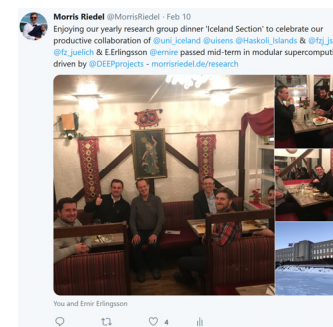 Morris Riedel @MorrisRiedel · Feb 10
Enjoying our yearly research group dinner 'Iceland Section' to celebrate our
productive collaboration of @uni_iceland @uisens @Haskoli_Islands & @fzj_js
@fz_juelich & E.Erlingsson @ernire passed mid-term in modular supercomputi
driven by @DEEPprojects - morrisriedel.de/research
You and Ernir Erlingsson
4